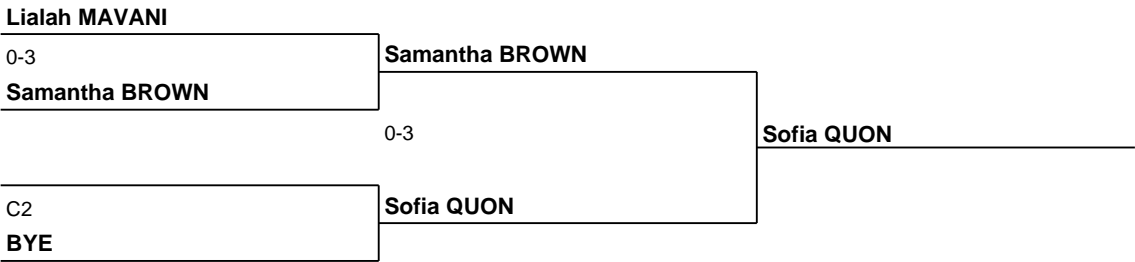 Lialah MAVANI
0-3
Samantha BROWN
Samantha BROWN
0-3
Sofia QUON
C2
Sofia QUON
BYE